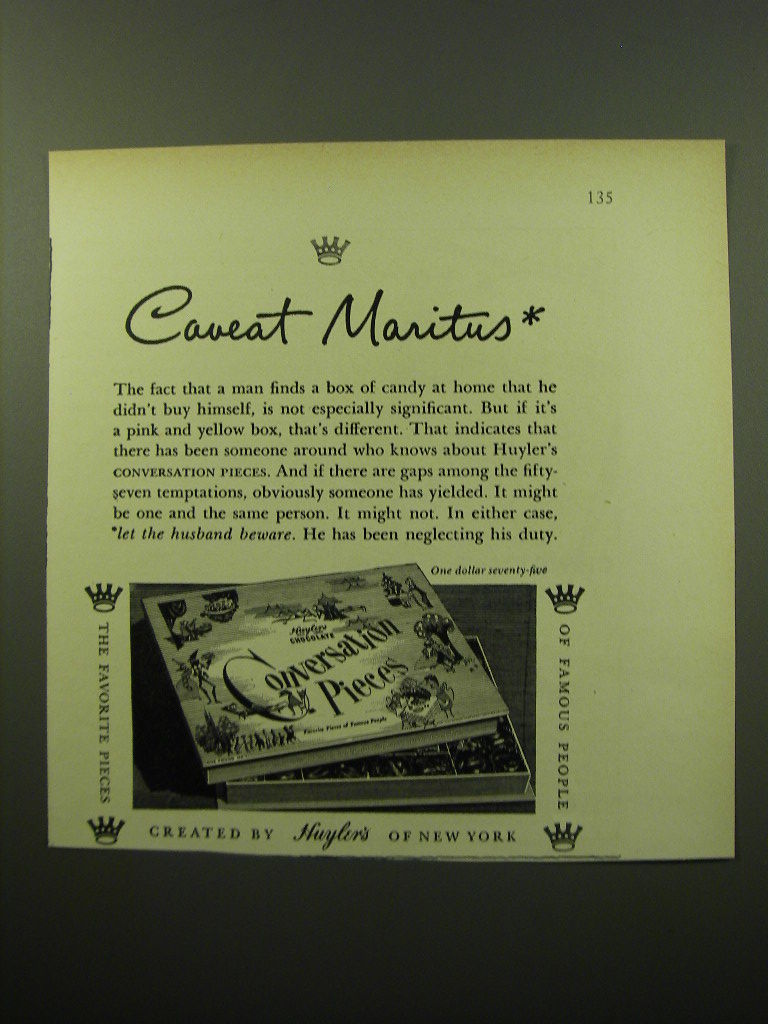 135
Caveat Maritus*
The fact that a man finds a box of candy at home that he
didn't buy himself, is not especially significant. But if it's
a pink and yellow box, that's different. That indicates that
there has been someone around who knows about Huyler's
CONVERSATION PIECES. And if there are gaps among the fifty-
seven temptations, obviously someone has yielded. It might
be one and the same person. It might not. In either case,
*let the husband beware. He has been neglecting his duty.
One dollar seventy-five
Huyler's
CHOCOLATE
Conversation
Pieces
Favorite Pieces of Famous People
THE FAVORITE PIECES
OF FAMOUS PEOPLE
CREATED BY Huyler's OF NEW YORK